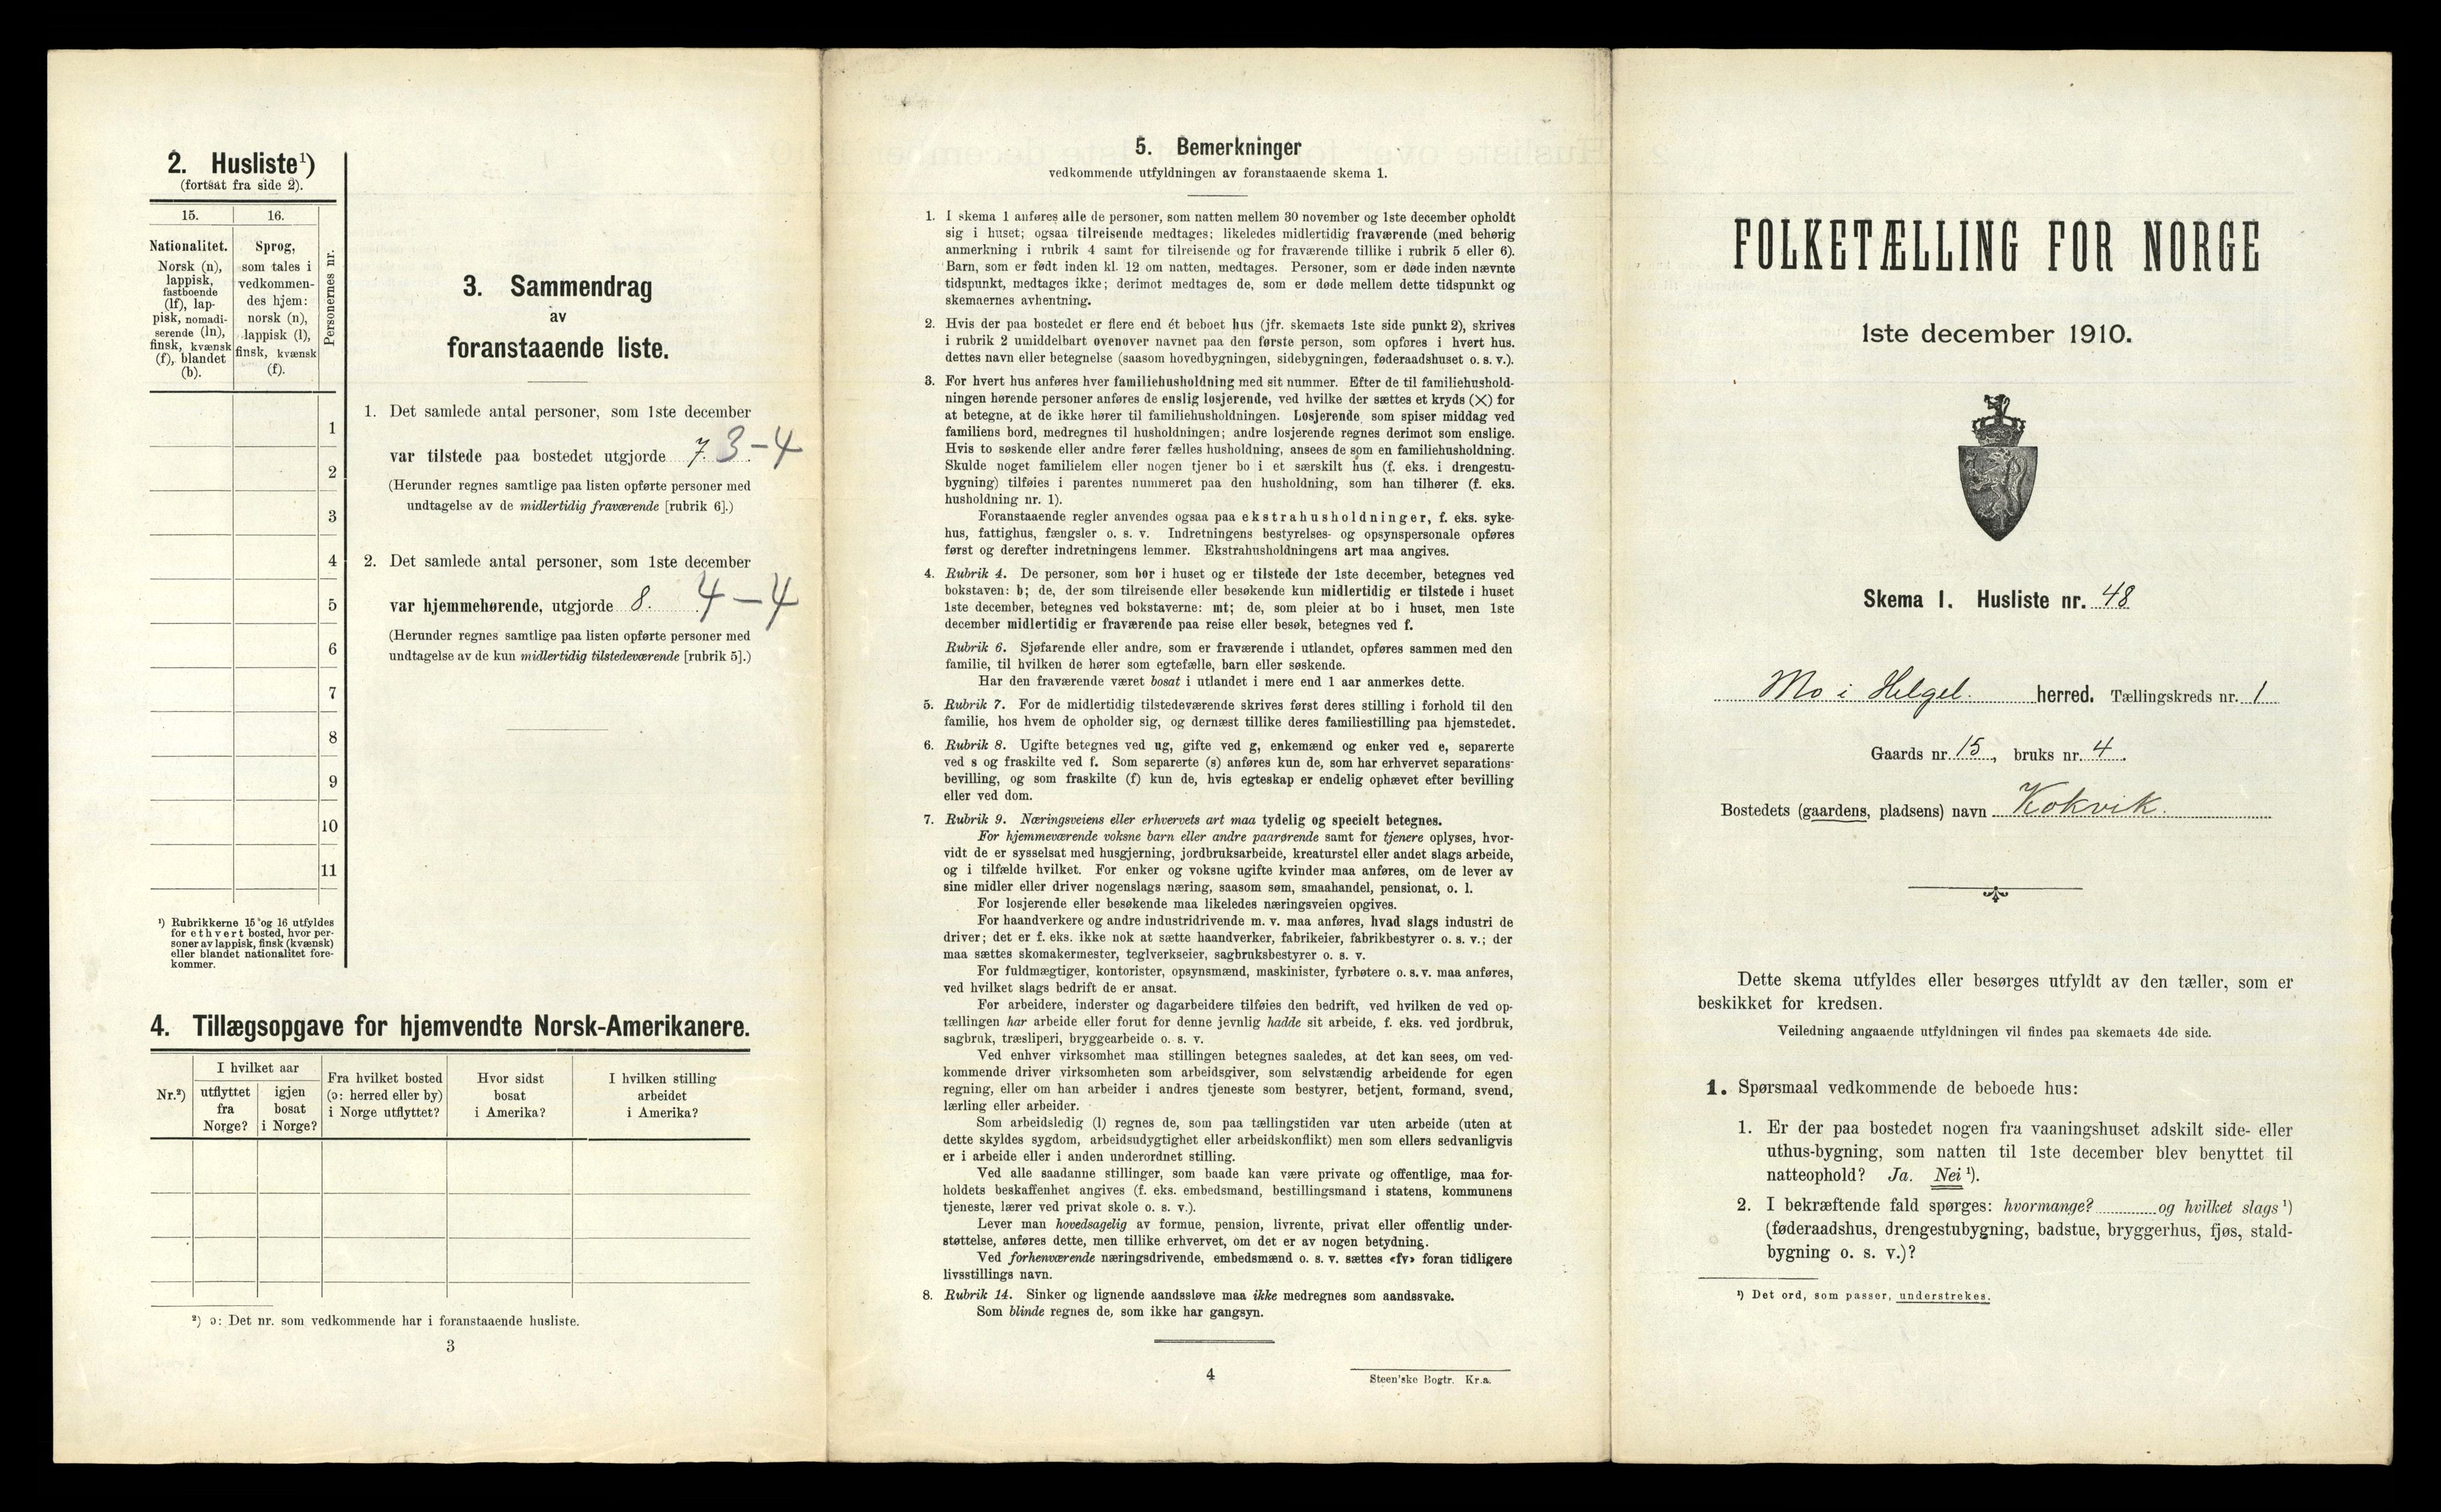 2. Husliste¹)
(fortsat fra side 2).
15.
16.
Nationalitet.
Norsk (n),
lappisk,
fastboende
(lf), lap-
pisk, nomadi-
serende (ln),
finsk, kvænsk
(f), blandet
(b).
Sprog,
som tales i
vedkommen-
des hjem:
norsk (n),
lappisk (l),
finsk, kvænsk
(f).
Personernes nr.
1
2
3
4
5
6
7
8
9
10
11
¹) Rubrikkerne 15 og 16 utfyldes
for ethvert bosted, hvor per-
soner av lappisk, finsk (kvænsk)
eller blandet nationalitet fore-
kommer.
3. Sammendrag
av
foranstaaende liste.
1. Det samlede antal personer, som 1ste december
var tilstede paa bostedet utgjorde 7. 3-4
(Herunder regnes samtlige paa listen opførte personer med
undtagelse av de midlertidig fraværende [rubrik 6].)
2. Det samlede antal personer, som 1ste december
var hjemmehørende, utgjorde 8. 4-4
(Herunder regnes samtlige paa listen opførte personer med
undtagelse av de kun midlertidig tilstedeværende [rubrik 5].)
4. Tillægsopgave for hjemvendte Norsk-Amerikanere.
Nr.²)
I hvilket aar
utflyttet
fra
Norge?
igjen
bosat
i Norge?
Fra hvilket bosted
(ɔ: herred eller by)
i Norge utflyttet?
Hvor sidst
bosat
i Amerika?
I hvilken stilling
arbeidet
i Amerika?
²) ɔ: Det nr. som vedkommende har i foranstaaende husliste.
3
5. Bemerkninger
vedkommende utfyldningen av foranstaaende skema 1.
1. I skema 1 anføres alle de personer, som natten mellem 30 november og 1ste december opholdt
sig i huset; ogsaa tilreisende medtages; likeledes midlertidig fraværende (med behørig
anmerkning i rubrik 4 samt for tilreisende og for fraværende tillike i rubrik 5 eller 6).
Barn, som er født inden kl. 12 om natten, medtages. Personer, som er døde inden nævnte
tidspunkt, medtages ikke; derimot medtages de, som er døde mellem dette tidspunkt og
skemaernes avhentning.
2. Hvis der paa bostedet er flere end ét beboet hus (jfr. skemaets 1ste side punkt 2), skrives
i rubrik 2 umiddelbart ovenover navnet paa den første person, som opføres i hvert hus.
dettes navn eller betegnelse (saasom hovedbygningen, sidebygningen, føderaadshuset o. s. v.).
3. For hvert hus anføres hver familiehusholdning med sit nummer. Efter de til familiehushold-
ningen hørende personer anføres de enslig losjerende, ved hvilke der sættes et kryds (×) for
at betegne, at de ikke hører til familiehusholdningen. Losjerende som spiser middag ved
familiens bord, medregnes til husholdningen; andre losjerende regnes derimot som enslige.
Hvis to søskende eller andre fører fælles husholdning, ansees de som en familiehusholdning.
Skulde noget familielem eller nogen tjener bo i et særskilt hus (f. eks. i drengestu-
bygning) tilføies i parentes nummeret paa den husholdning, som han tilhører (f. eks.
husholdning nr. 1).
Foranstaaende regler anvendes ogsaa paa ekstrahusholdninger, f. eks. syke-
hus, fattighus, fængsler o. s. v. Indretningens bestyrelses- og opsynspersonale opføres
først og derefter indretningens lemmer. Ekstrahusholdningens art maa angives.
4. Rubrik 4. De personer, som bor i huset og er tilstede der 1ste december, betegnes ved
bokstaven: b; de, der som tilreisende eller besøkende kun midlertidig er tilstede i huset
1ste december, betegnes ved bokstaverne: mt; de, som pleier at bo i huset, men 1ste
december midlertidig er fraværende paa reise eller besøk, betegnes ved f.
Rubrik 6. Sjøfarende eller andre, som er fraværende i utlandet, opføres sammen med den
familie, til hvilken de hører som egtefælle, barn eller søskende.
Har den fraværende været bosat i utlandet i mere end 1 aar anmerkes dette.
5. Rubrik 7. For de midlertidig tilstedeværende skrives først deres stilling i forhold til den
familie, hos hvem de opholder sig, og dernæst tillike deres familiestilling paa hjemstedet.
6. Rubrik 8. Ugifte betegnes ved ug, gifte ved g, enkemænd og enker ved e, separerte
ved s og fraskilte ved f. Som separerte (s) anføres kun de, som har erhvervet separations-
bevilling, og som fraskilte (f) kun de, hvis egteskap er endelig ophævet efter bevilling
eller ved dom.
7. Rubrik 9. Næringsveiens eller erhvervets art maa tydelig og specielt betegnes.
For hjemmeværende voksne barn eller andre paarørende samt for tjenere oplyses, hvor-
vidt de er sysselsat med husgjerning, jordbruksarbeide, kreaturstel eller andet slags arbeide,
og i tilfælde hvilket. For enker og voksne ugifte kvinder maa anføres, om de lever av
sine midler eller driver nogenslags næring, saasom søm, smaahandel, pensionat, o. l.
For losjerende eller besøkende maa likeledes næringsveien opgives.
For haandverkere og andre industridrivende m. v. maa anføres, hvad slags industri de
driver; det er f. eks. ikke nok at sætte haandverker, fabrikeier, fabrikbestyrer o. s. v.; der
maa sættes skomakermester, teglverkseier, sagbruksbestyrer o. s. v.
For fuldmægtiger, kontorister, opsynsmænd, maskinister, fyrbøtere o. s. v. maa anføres,
ved hvilket slags bedrift de er ansat.
For arbeidere, inderster og dagarbeidere tilføies den bedrift, ved hvilken de ved op-
tællingen har arbeide eller forut for denne jevnlig hadde sit arbeide, f. eks. ved jordbruk,
sagbruk, træsliperi, bryggearbeide o. s. v.
Ved enhver virksomhet maa stillingen betegnes saaledes, at det kan sees, om ved-
kommende driver virksomheten som arbeidsgiver, som selvstændig arbeidende for egen
regning, eller om han arbeider i andres tjeneste som bestyrer, betjent, formand, svend,
lærling eller arbeider.
Som arbeidsledig (l) regnes de, som paa tællingstiden var uten arbeide (uten at
dette skyldes sygdom, arbeidsudygtighet eller arbeidskonflikt) men som ellers sedvanligvis
er i arbeide eller i anden underordnet stilling.
Ved alle saadanne stillinger, som baade kan være private og offentlige, maa for-
holdets beskaffenhet angives (f. eks. embedsmand, bestillingsmand i statens, kommunens
tjeneste, lærer ved privat skole o. s. v.).
Lever man hovedsagelig av formue, pension, livrente, privat eller offentlig under-
støttelse, anføres dette, men tillike erhvervet, om det er av nogen betydning.
Ved forhenværende næringsdrivende, embedsmænd o. s. v. sættes «fv» foran tidligere
livsstillings navn.
8. Rubrik 14. Sinker og lignende aandssløve maa ikke medregnes som aandssvake.
Som blinde regnes de, som ikke har gangsyn.
4
Steen'ske Bogtr. Kr.a.
FOLKETÆLLING FOR NORGE
1ste december 1910.
Skema 1. Husliste nr. 48
Mo i Helgel. herred. Tællingskreds nr. 1
Gaards nr. 15, bruks nr. 4.
Bostedets (gaardens, pladsens) navn Kokvik.
Dette skema utfyldes eller besørges utfyldt av den tæller, som er
beskikket for kredsen.
Veiledning angaaende utfyldningen vil findes paa skemaets 4de side.
1. Spørsmaal vedkommende de beboede hus:
1. Er der paa bostedet nogen fra vaaningshuset adskilt side- eller
uthus-bygning, som natten til 1ste december blev benyttet til
natteophold? Ja. Nei ¹).
2. I bekræftende fald spørges: hvormange? og hvilket slags ¹)
(føderaadshus, drengestubygning, badstue, bryggerhus, fjøs, stald-
bygning o. s. v.)?
¹) Det ord, som passer, understrekes.